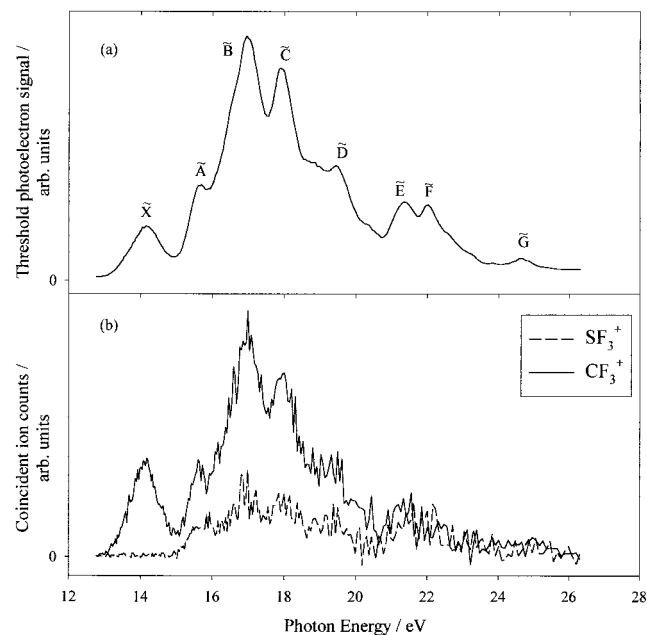 (a)
Threshold photoelectron signal /
arb. units
0
X̃
Ã
B̃
C̃
D̃
Ẽ
F̃
G̃
(b)
Coincident ion counts /
arb. units
0
SF₃⁺
CF₃⁺
12 14 16 18 20 22 24 26 28
Photon Energy / eV